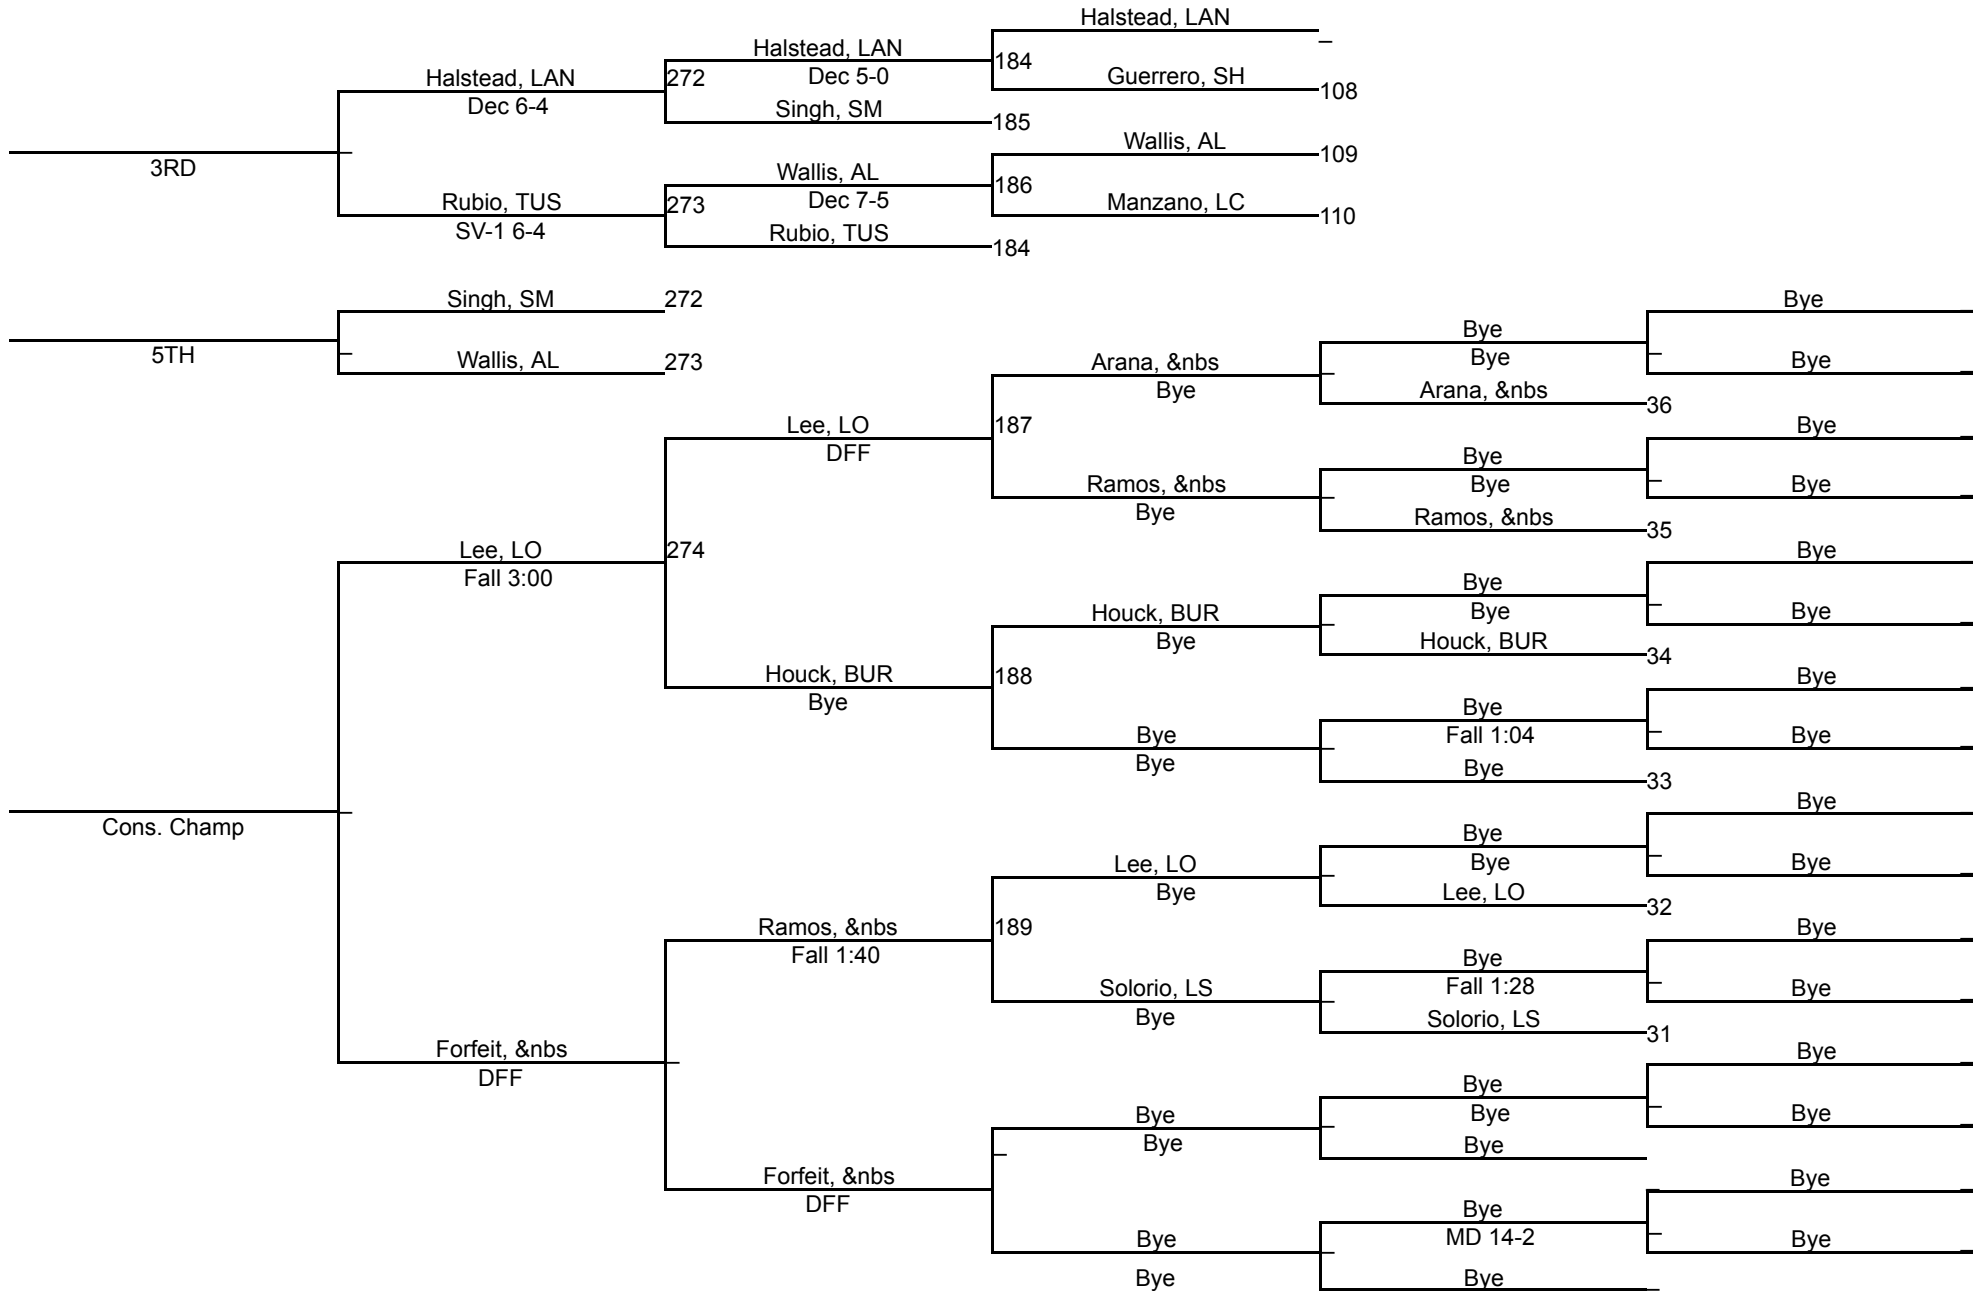 Halstead, LAN
Halstead, LAN
184
Dec 5-0
Guerrero, SH
108
Halstead, LAN
272
Dec 6-4
Singh, SM
185
Wallis, AL
109
3RD
Wallis, AL
186
Dec 7-5
Manzano, LC
110
Rubio, TUS
273
SV-1 6-4
Rubio, TUS
184
Singh, SM
272
5TH
Wallis, AL
273
Bye
Bye
Bye
Bye
Arana, &nbs
Bye
Arana, &nbs
36
Lee, LO
187
DFF
Bye
Bye
Bye
Bye
Ramos, &nbs
Bye
Ramos, &nbs
35
Lee, LO
274
Fall 3:00
Bye
Bye
Bye
Bye
Houck, BUR
Bye
Houck, BUR
34
Houck, BUR
188
Bye
Bye
Bye
Fall 1:04
Bye
Bye
Bye
Bye
33
Cons. Champ
Bye
Bye
Bye
Bye
Lee, LO
Bye
Lee, LO
32
Ramos, &nbs
189
Fall 1:40
Bye
Bye
Fall 1:28
Bye
Solorio, LS
Bye
Solorio, LS
31
Forfeit, &nbs
DFF
Bye
Bye
Bye
Bye
Bye
Bye
Bye
Forfeit, &nbs
DFF
Bye
Bye
MD 14-2
Bye
Bye
Bye
Bye